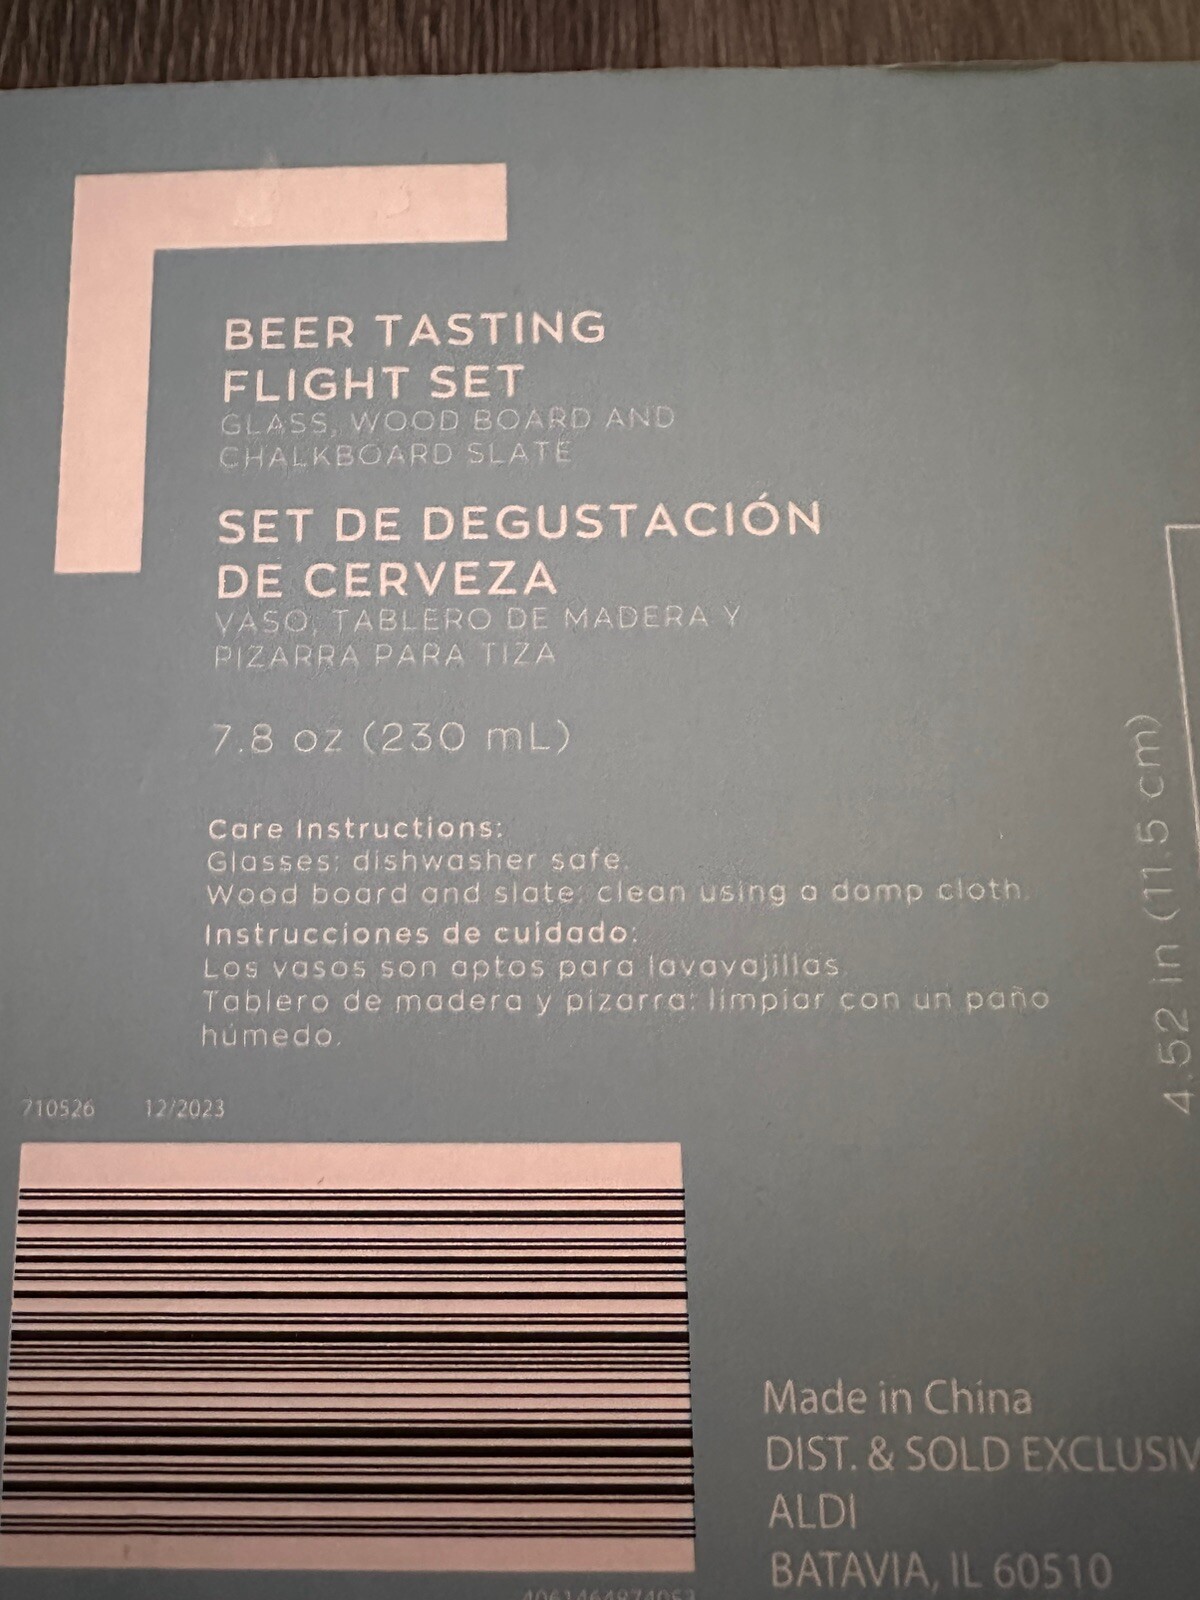 BEER TASTING
FLIGHT SET
GLASS, WOOD BOARD AND
CHALKBOARD SLATE
SET DE DEGUSTACIÓN
DE CERVEZA
VASO, TABLERO DE MADERA Y
PIZARRA PARA TIZA
7.8 oz (230 mL)
Care Instructions:
Glasses: dishwasher safe.
Wood board and slate: clean using a damp cloth.
Instrucciones de cuidado:
Los vasos son aptos para lavavajillas.
Tablero de madera y pizarra: limpiar con un paño
húmedo.
4.52 in (11.5 cm)
710526 12/2023
Made in China
DIST. & SOLD EXCLUSIV
ALDI
BATAVIA, IL 60510